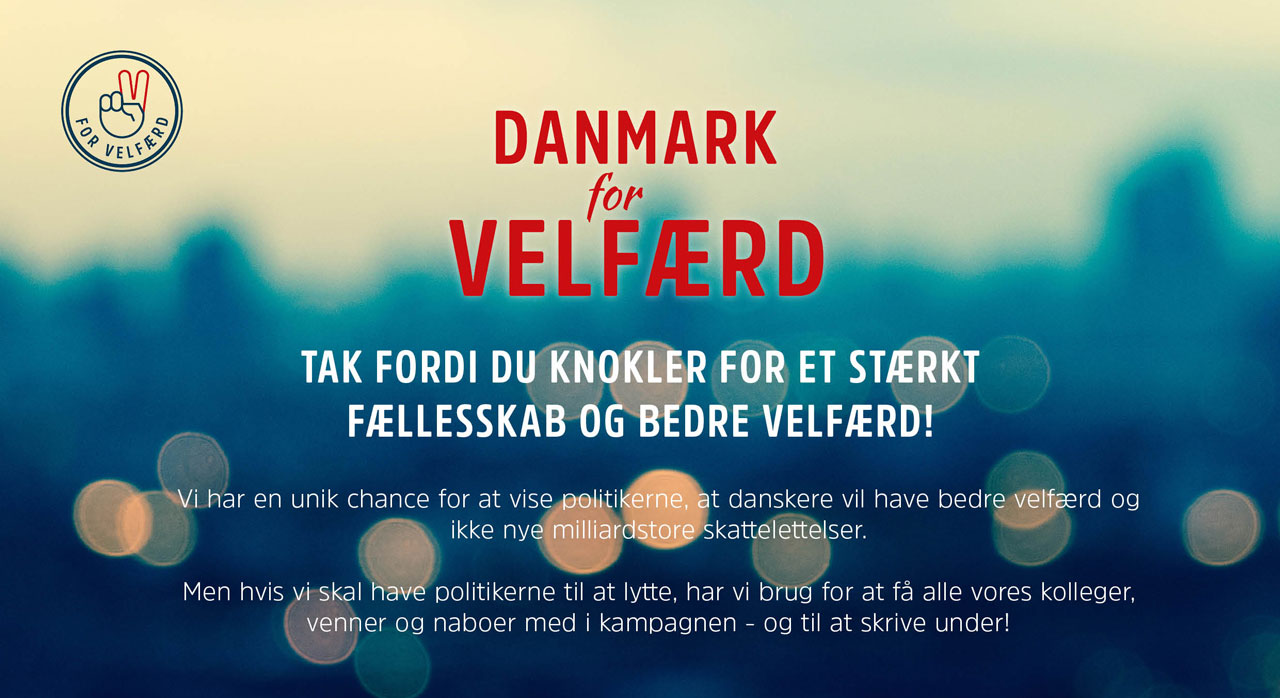 FOR VELFÆRD
DANMARK
for
VELFÆRD
TAK FORDI DU KNOKLER FOR ET STÆRKT
FÆLLESSKAB OG BEDRE VELFÆRD!
Vi har en unik chance for at vise politikerne, at danskere vil have bedre velfærd og
ikke nye milliardstore skattelettelser.
Men hvis vi skal have politikerne til at lytte, har vi brug for at få alle vores kolleger,
venner og naboer med i kampagnen - og til at skrive under!